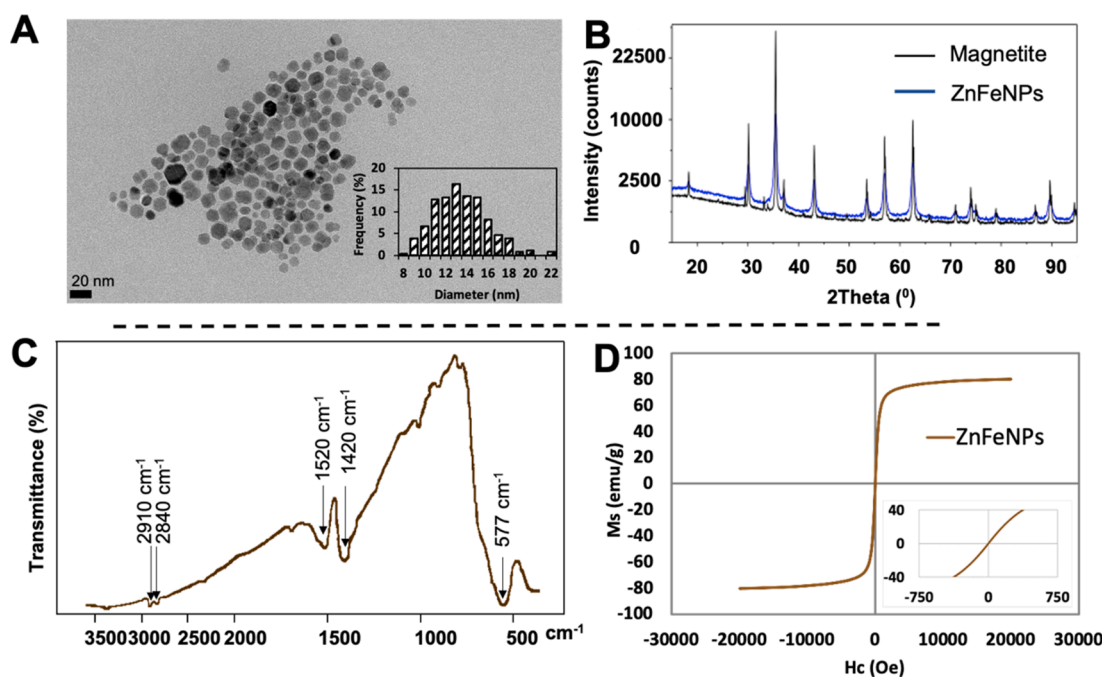 A
20 nm
Frequency (%)
20
15
10
5
0
8 10 12 14 16 18 20 22
Diameter (nm)
B
Intensity (counts)
22500
10000
2500
0
Magnetite
ZnFeNPs
20 30 40 50 60 70 80 90
2Theta (⁰)
C
Transmittance (%)
2910 cm⁻¹
2840 cm⁻¹
1520 cm⁻¹
1420 cm⁻¹
577 cm⁻¹
3500 3000 2500 2000 1500 1000 500 cm⁻¹
D
Ms (emu/g)
100
80
60
40
20
0
-20
-40
-60
-80
-100
ZnFeNPs
40
0
-40
-750 0 750
-30000 -20000 -10000 0 10000 20000 30000
Hc (Oe)